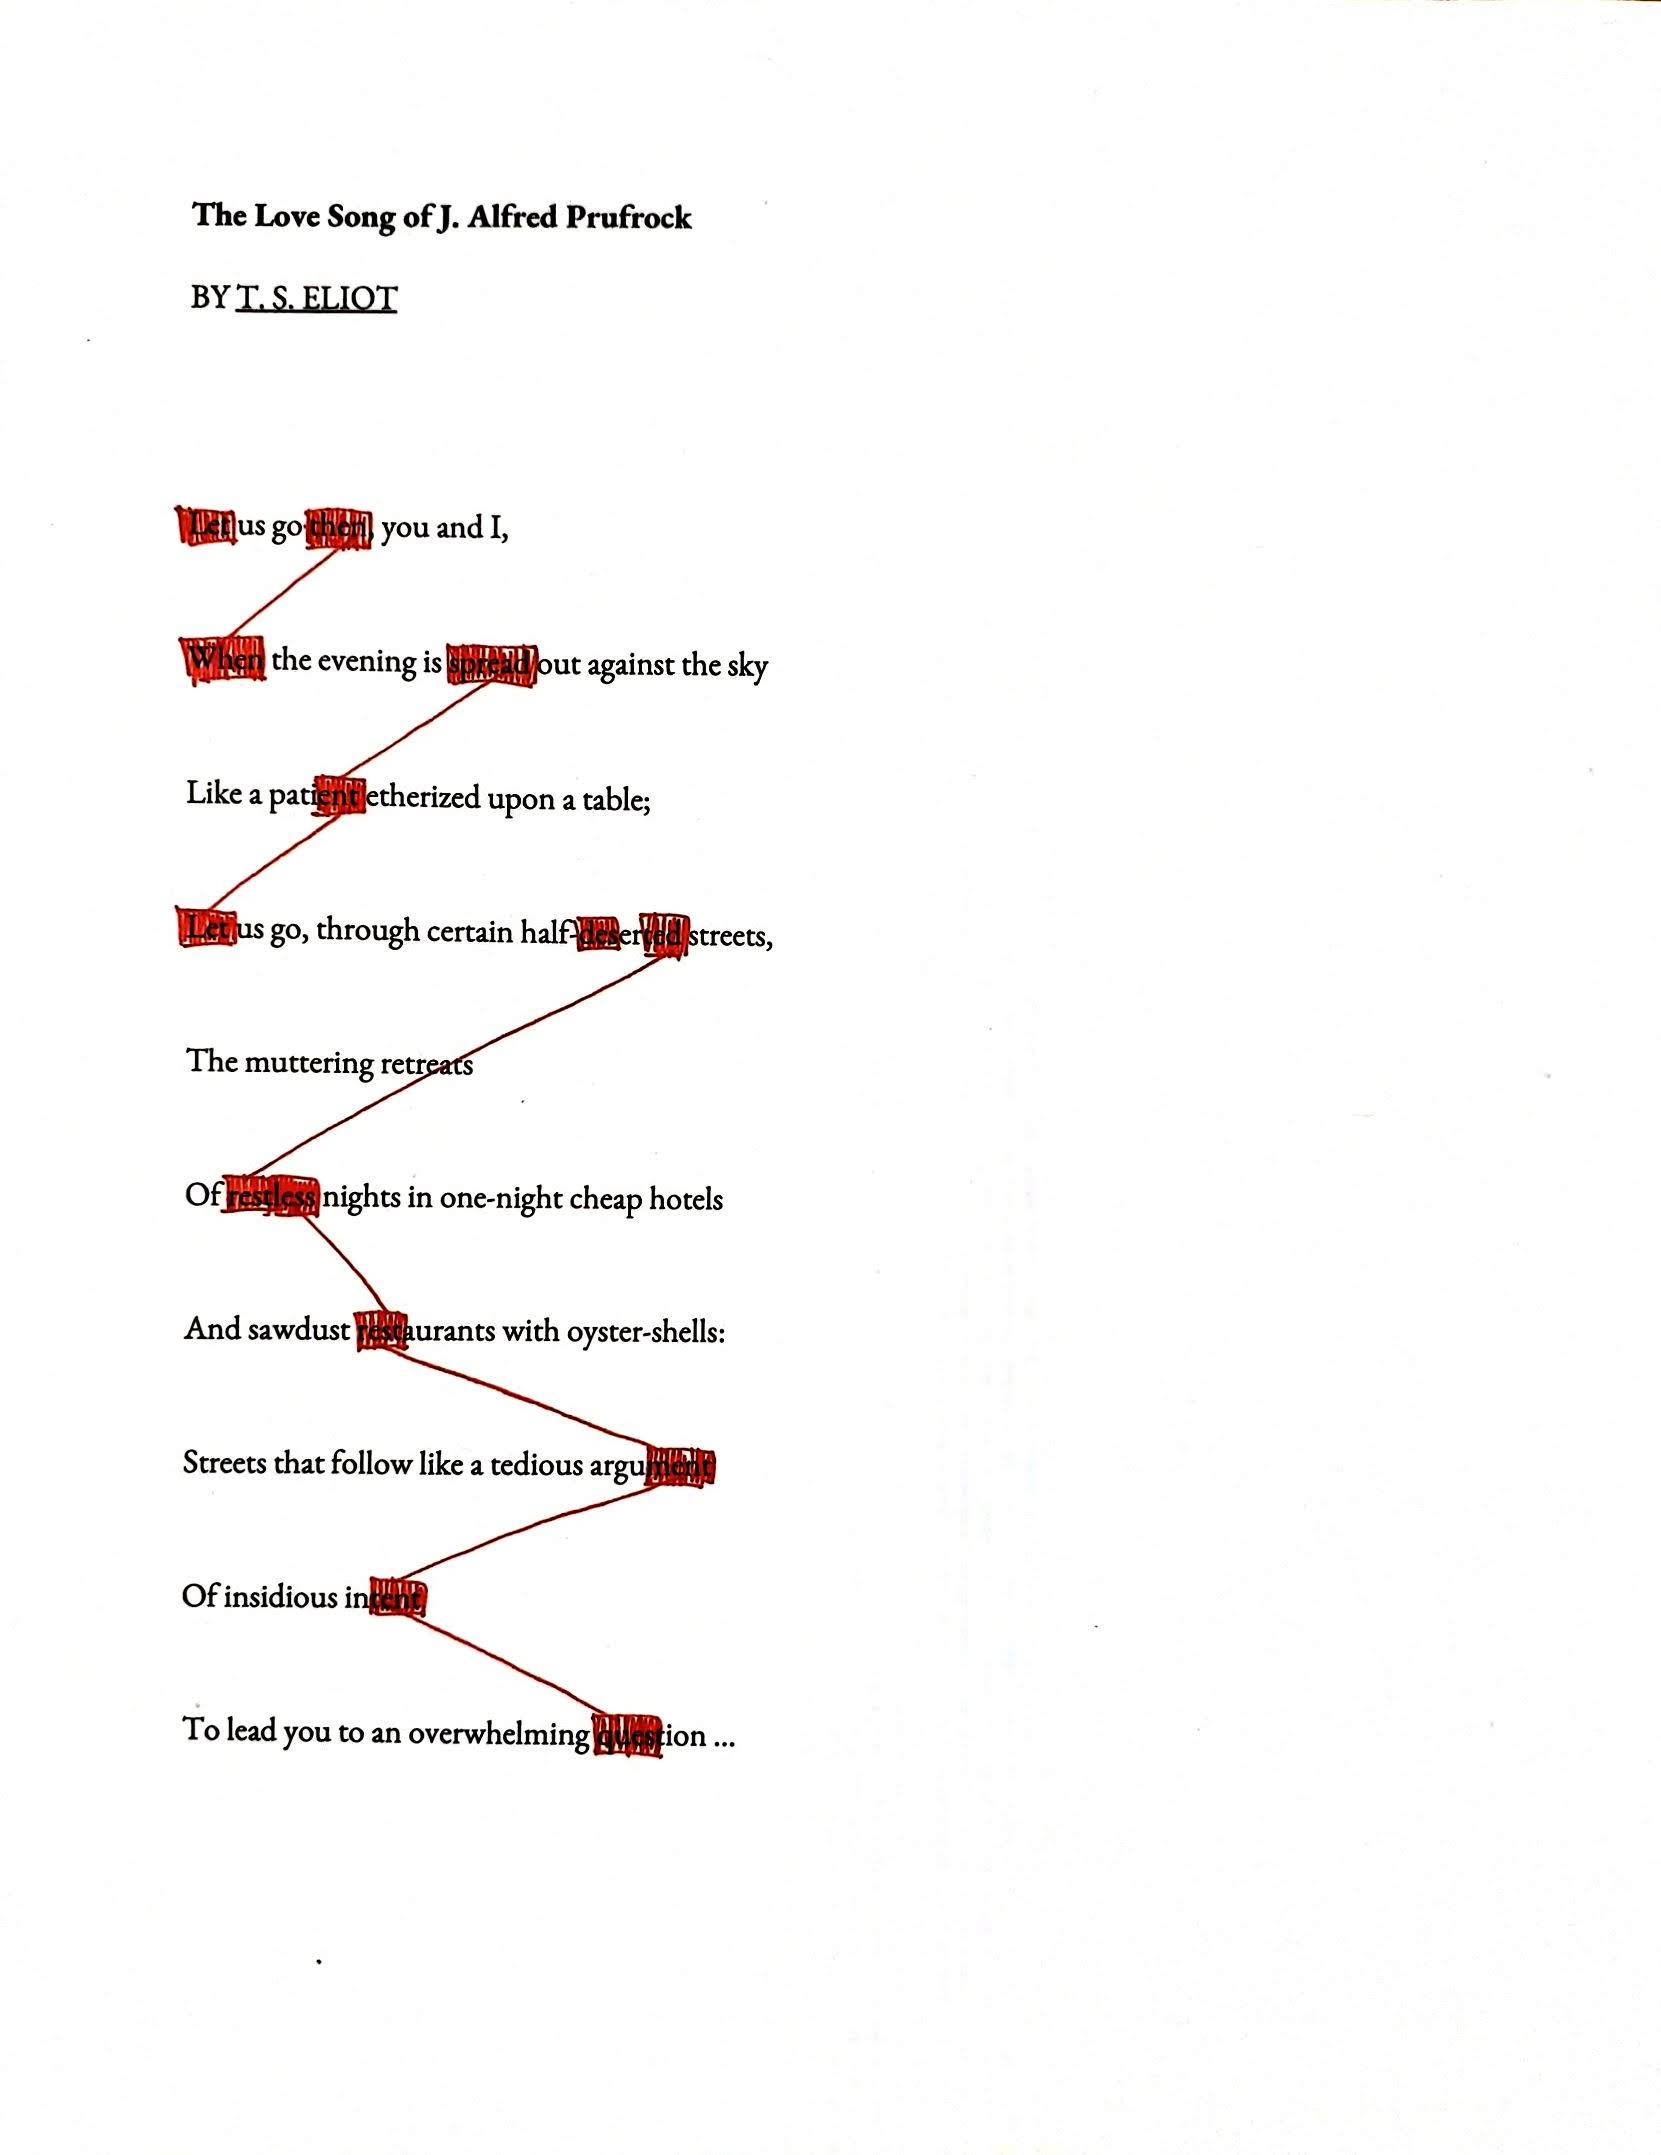 The Love Song of J. Alfred Prufrock
BY T. S. ELIOT
Let us go then, you and I,
When the evening is spread out against the sky
Like a patient etherized upon a table;
Let us go, through certain half-deserted streets,
The muttering retreats
Of restless nights in one-night cheap hotels
And sawdust restaurants with oyster-shells:
Streets that follow like a tedious argument
Of insidious intent
To lead you to an overwhelming question ...